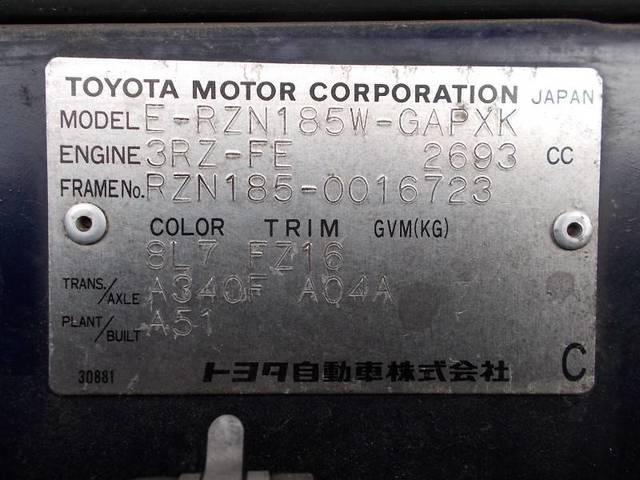 TOYOTA MOTOR CORPORATION JAPAN
MODEL E-RZN185W-GAPXK
ENGINE 3RZ-FE 2693 CC
FRAME No. RZN185-0016723
COLOR TRIM GVM(KG)
8L7 FZ16
TRANS./AXLE A340F A04A
PLANT/BUILT A51
30881 トヨタ自動車株式会社 C